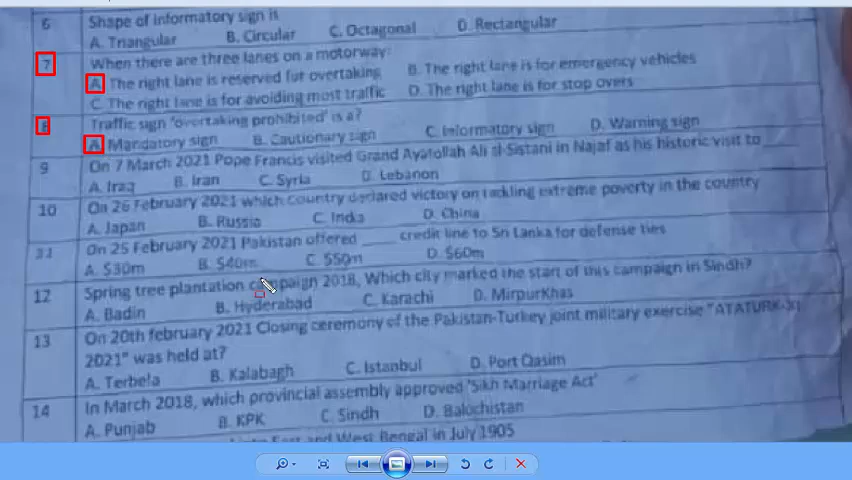 6 Shape of informatory sign is
A. Triangular B. Circular C. Octagonal D. Rectangular
7 When there are three lanes on a motorway:
A. The right lane is reserved for overtaking B. The right lane is for emergency vehicles
C. The right lane is for avoiding most traffic D. The right lane is for stop overs
8 Traffic sign 'overtaking prohibited' is a?
A. Mandatory sign B. Cautionary sign C. Informatory sign D. Warning sign
9 On 7 March 2021 Pope Francis visited Grand Ayatollah Ali al-Sistani in Najaf as his historic visit to ___
A. Iraq B. Iran C. Syria D. Lebanon
10 On 26 February 2021 which Country declared victory on tackling extreme poverty in the country
A. Japan B. Russia C. India D. China
11 On 25 February 2021 Pakistan offered ____ credit line to Sri Lanka for defense ties
A. $30m B. $40m C. $50m D. $60m
12 Spring tree plantation campaign 2018, Which city marked the start of this campaign in Sindh?
A. Badin B. Hyderabad C. Karachi D. MirpurKhas
13 On 20th february 2021 Closing ceremony of the Pakistan-Turkey joint military exercise "ATATURK-XI
2021" was held at?
A. Terbela B. Kalabagh C. Istanbul D. Port Qasim
14 In March 2018, which provincial assembly approved 'Sikh Marriage Act'
A. Punjab B. KPK C. Sindh D. Balochistan
East and West Bengal in July 1905